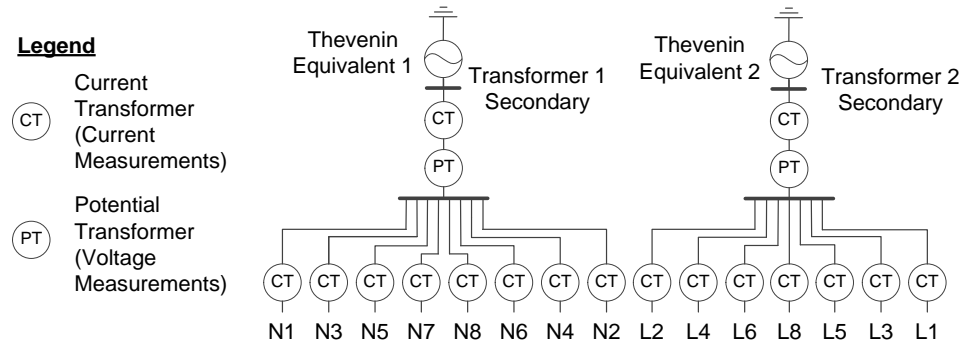 Legend
CT
Current
Transformer
(Current
Measurements)
PT
Potential
Transformer
(Voltage
Measurements)
Thevenin
Equivalent 1
Transformer 1
Secondary
CT
PT
CT CT CT CT CT CT CT CT
N1 N3 N5 N7 N8 N6 N4 N2
Thevenin
Equivalent 2
Transformer 2
Secondary
CT
PT
CT CT CT CT CT CT CT
L2 L4 L6 L8 L5 L3 L1